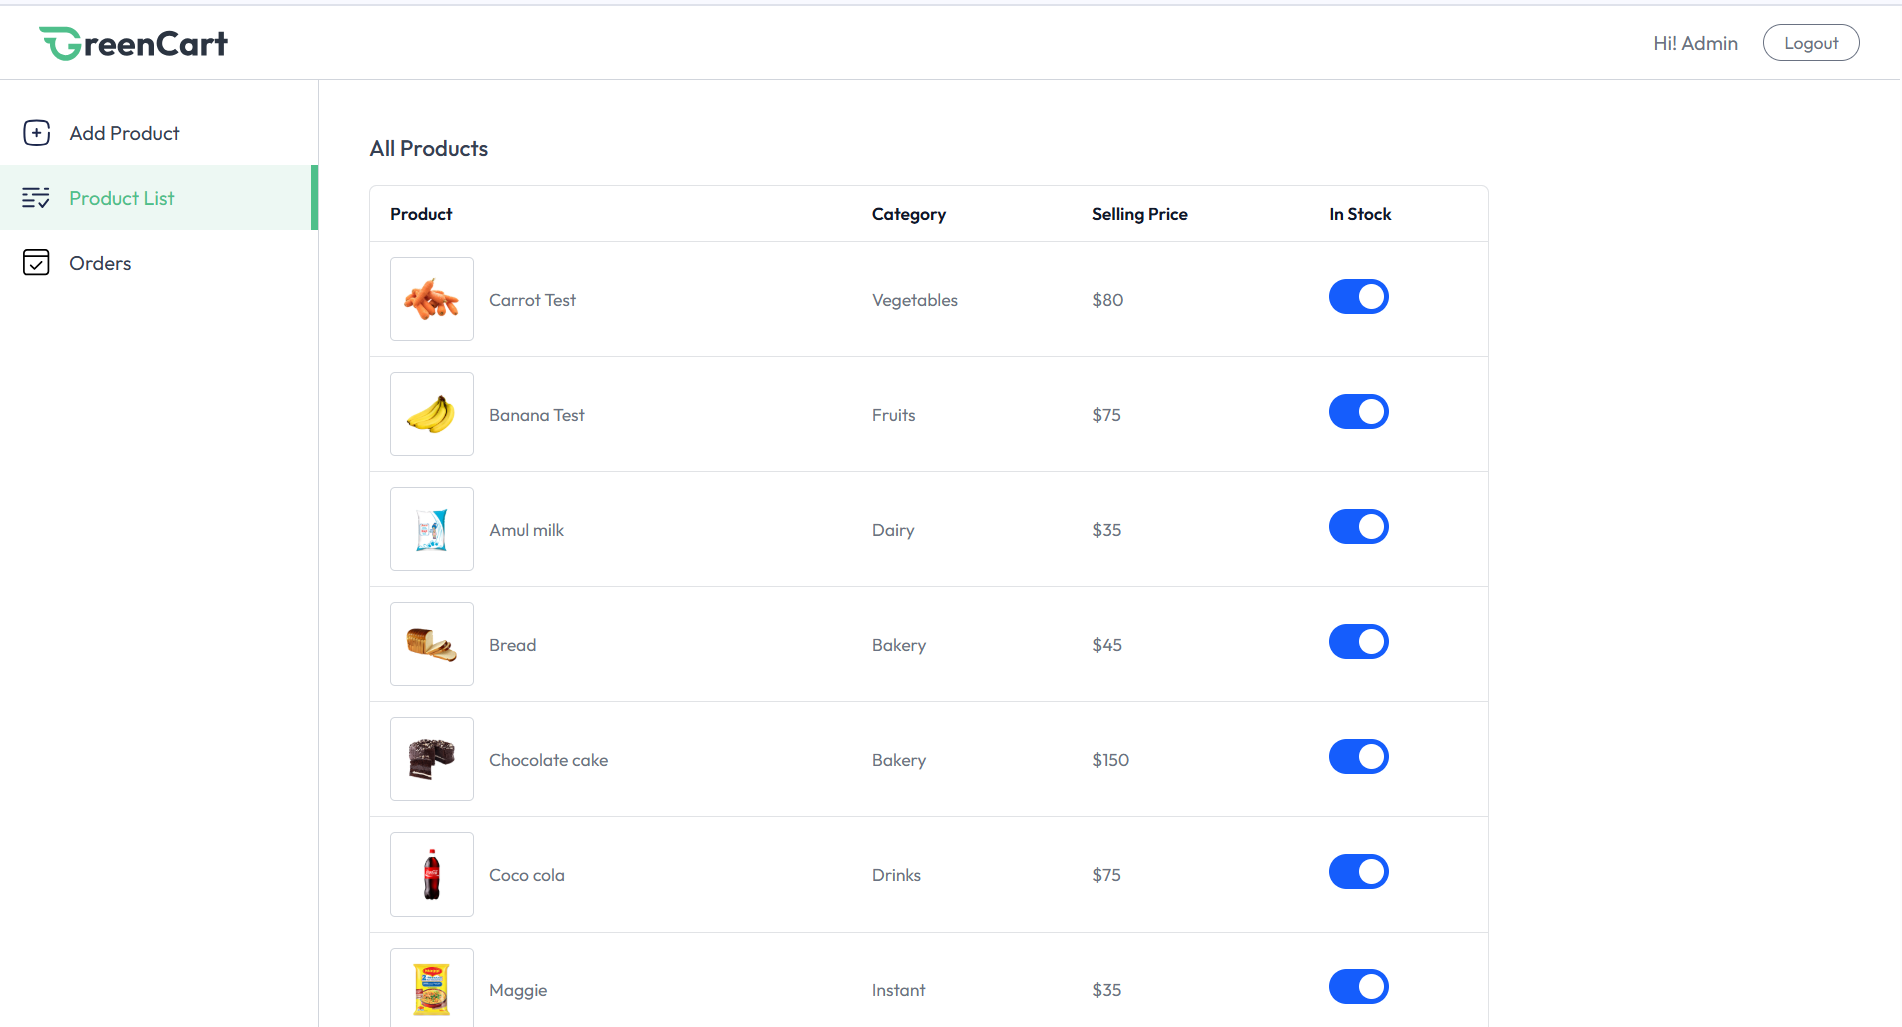 GreenCart
Hi! Admin
Logout
Add Product
Product List
Orders
All Products
Product Category Selling Price In Stock
Carrot Test Vegetables $80
Banana Test Fruits $75
Amul milk Dairy $35
Bread Bakery $45
Chocolate cake Bakery $150
Coco cola Drinks $75
Maggie Instant $35